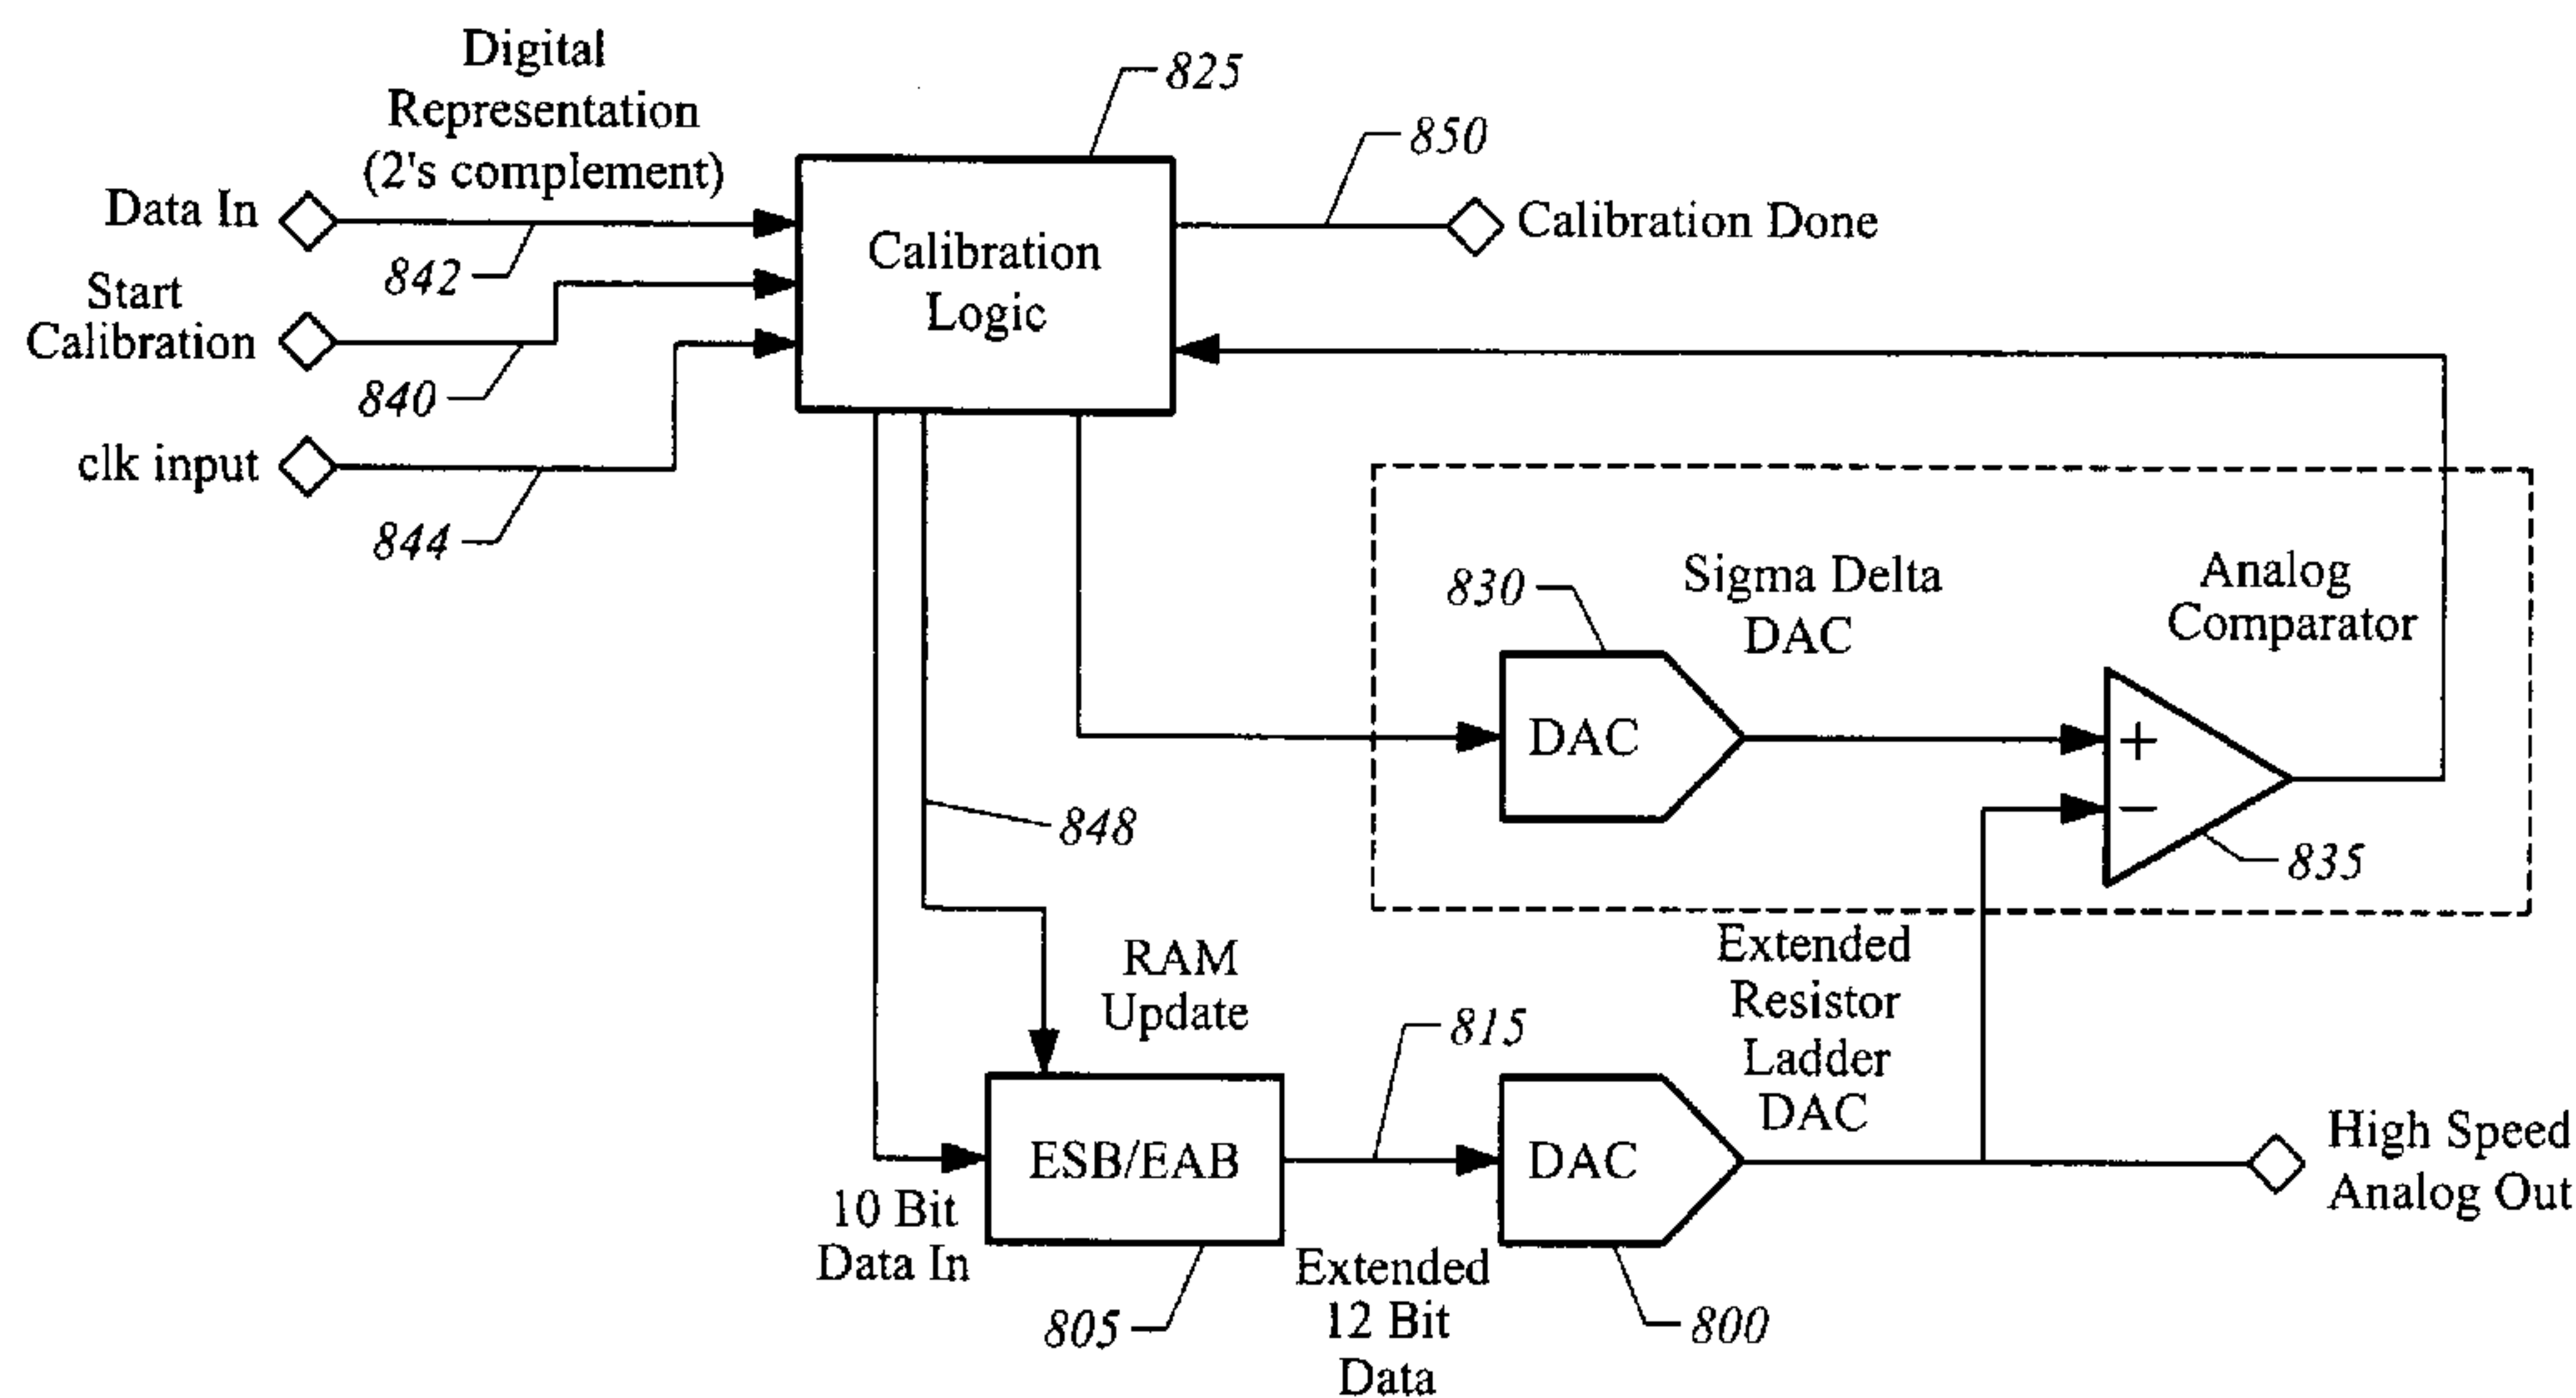 Digital
Representation
(2's complement)
825
850
Data In
842
Calibration
Logic
Calibration Done
Start
Calibration
840
clk input
844
830
Sigma Delta
DAC
Analog
Comparator
DAC
+
−
848
835
RAM
Update
Extended
Resistor
Ladder
DAC
815
ESB/EAB
DAC
High Speed
Analog Out
10 Bit
Data In
805
Extended
12 Bit
Data
800